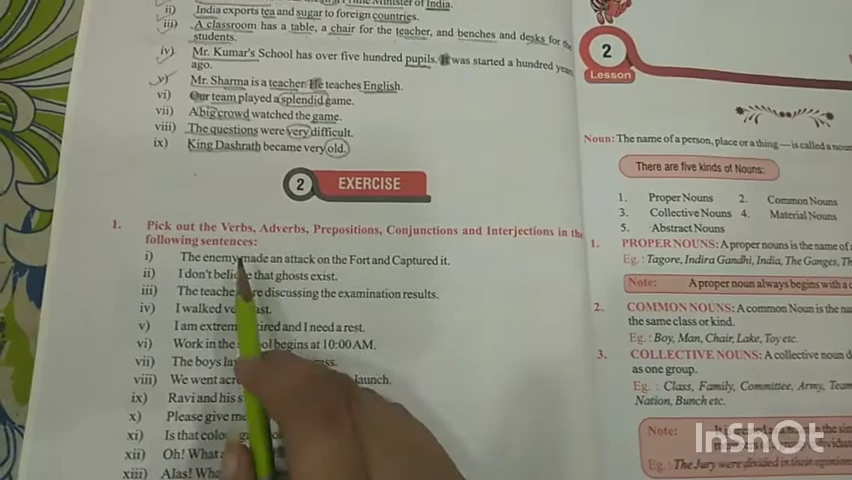 Minister of India.
ii) India exports tea and sugar to foreign countries.
iii) A classroom has a table, a chair for the teacher, and benches and desks for the
students.
iv) Mr. Kumar's School has over five hundred pupils. It was started a hundred years
ago.
v) Mr. Sharma is a teacher. He teaches English.
vi) Our team played a splendid game.
vii) A big crowd watched the game.
viii) The questions were very difficult.
ix) King Dashrath became very old.
2 EXERCISE
1. Pick out the Verbs, Adverbs, Prepositions, Conjunctions and Interjections in the
following sentences:
i) The enemy made an attack on the Fort and Captured it.
ii) I don't believe that ghosts exist.
iii) The teacher are discussing the examination results.
iv) I walked
v) I am tired and I need a rest.
vi) Work in the begins at 10:00 AM.
vii) The boys
viii) We went launch.
ix) Ravi and his
x) Please give me
xi) Is that
xii) Oh! What
xiii) Alas!
2
Lesson
Noun: The name of a person, place or a thing — is called a noun
There are five kinds of Nouns:
1. Proper Nouns 2. Common Nouns
3. Collective Nouns 4. Material Nouns
5. Abstract Nouns
1. PROPER NOUNS: A proper nouns is the name of a
Eg.: Tagore, Indira Gandhi, India, The Ganges, Th
Note: A proper noun always begins with a
2. COMMON NOUNS: A common Noun is the na
the same class or kind.
Eg.: Boy, Man, Chair, Lake, Toy etc.
3. COLLECTIVE NOUNS: A collective noun d
as one group.
Eg.: Class, Family, Committee, Army, Team
Nation, Bunch etc.
Note: It is
InShOt
Eg.: The Jury were divided in their opinions